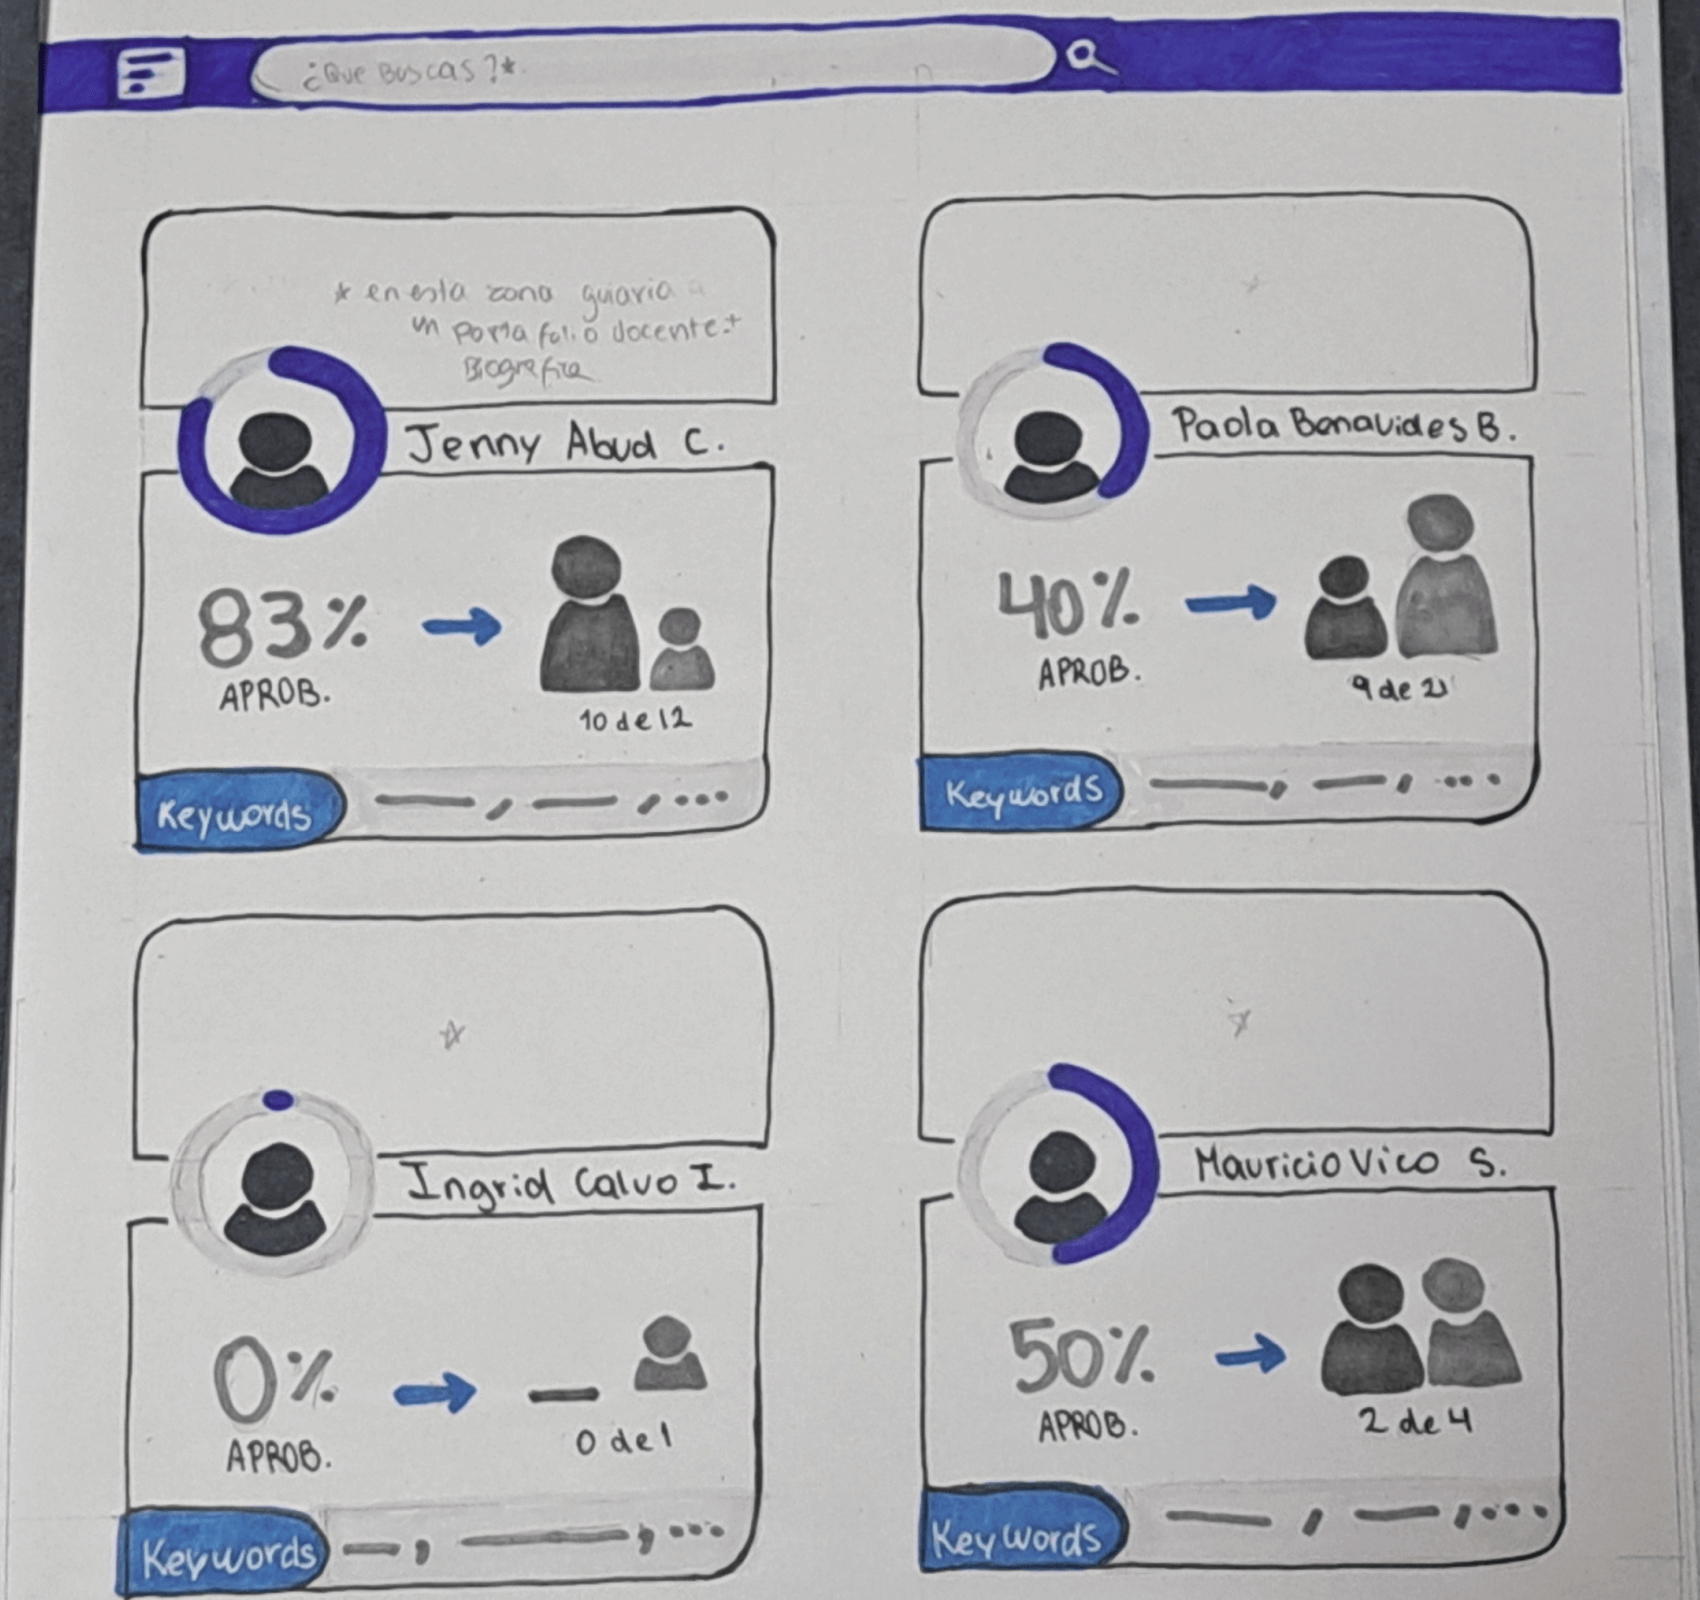 ¿Que Buscas?*
* en esta zona guiaria a
un portafolio docente.+
Biografia
Jenny Abud C.
83%
APROB.
10 de 12
Keywords
Paola Benavides B.
40%
APROB.
9 de 21
Keywords
Ingrid Calvo I.
0%
APROB.
0 de 1
Keywords
Mauricio Vico S.
50%
APROB.
2 de 4
Keywords